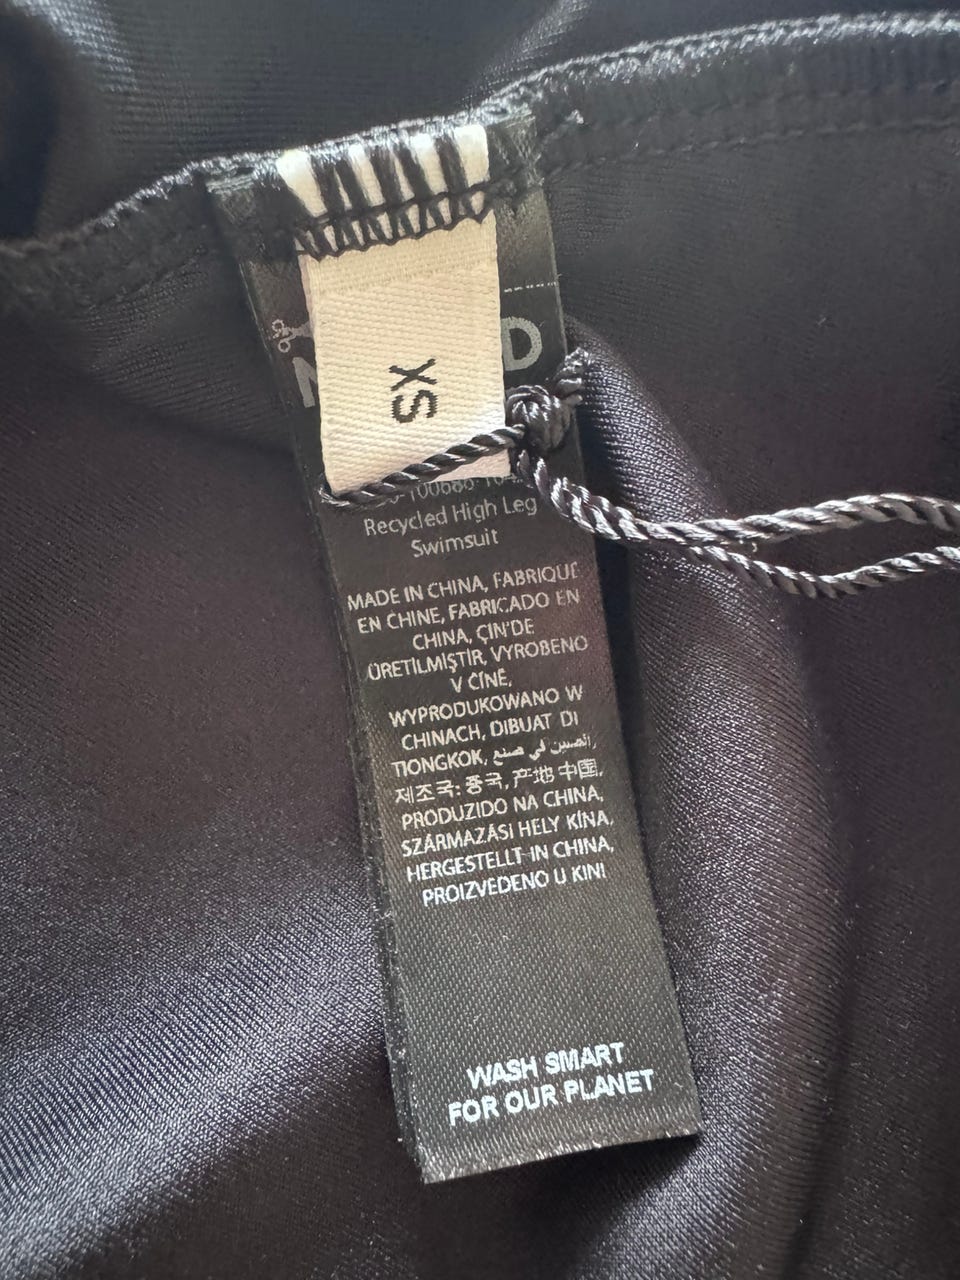 XS
Recycled High Leg
Swimsuit
MADE IN CHINA, FABRIQUE
EN CHINE, FABRICADO EN
CHINA, ÇIN'DE
ÜRETILMIŞTIR, VYROBENO
V CÍNĚ,
WYPRODUKOWANO W
CHINACH, DIBUAT DI
TIONGKOK, الصين في صنع,
제조국: 중국, 产地 中国,
PRODUZIDO NA CHINA,
SZÁRMAZÁSI HELY KÍNA,
HERGESTELLT IN CHINA,
PROIZVEDENO U KINI
WASH SMART
FOR OUR PLANET